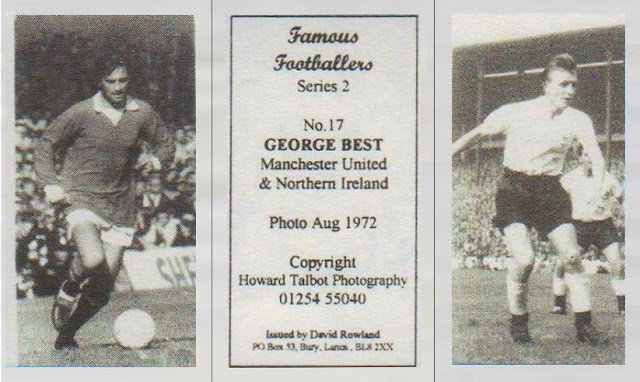 Famous
Footballers
Series 2
No.17
GEORGE BEST
Manchester United
& Northern Ireland
Photo Aug 1972
Copyright
Howard Talbot Photography
01254 55040
Issued by David Rowland
PO Box 53, Bury, Lancs, BL8 2XX
SHE